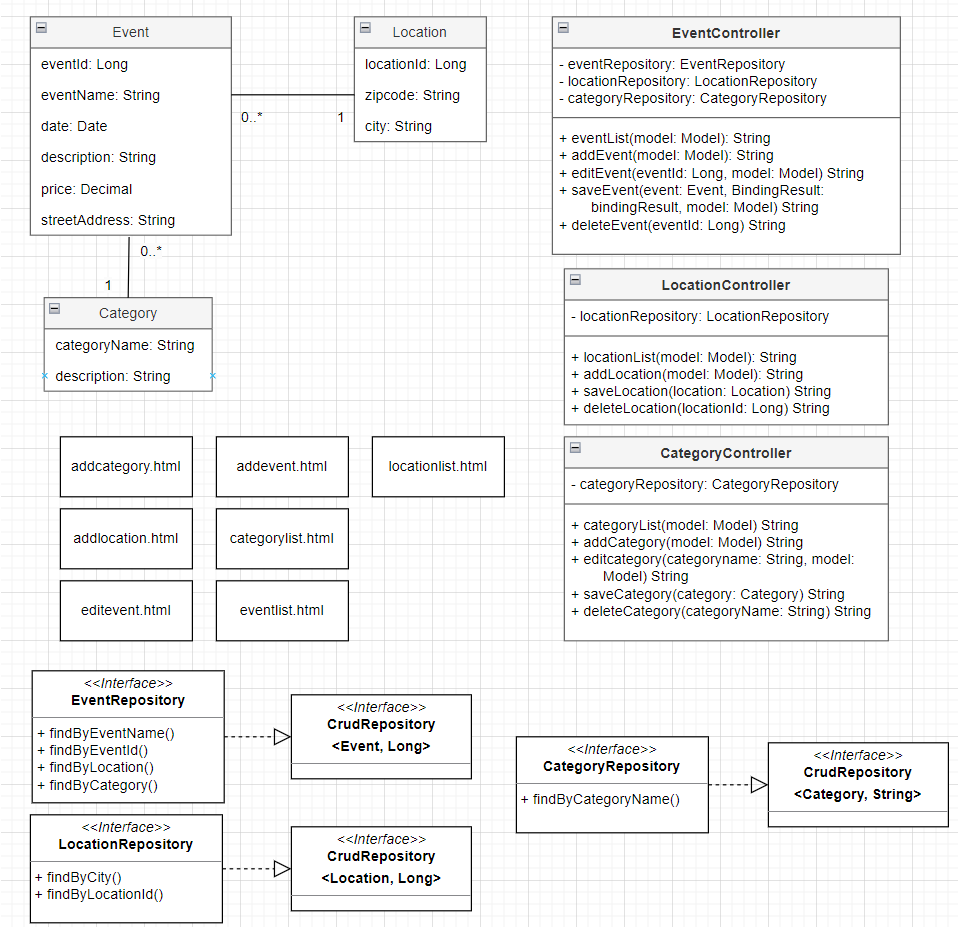 Event
eventId: Long
eventName: String
date: Date
description: String
price: Decimal
streetAddress: String
0..*
1
Location
locationId: Long
zipcode: String
city: String
0..*
1
Category
categoryName: String
description: String
EventController
- eventRepository: EventRepository
- locationRepository: LocationRepository
- categoryRepository: CategoryRepository
+ eventList(model: Model): String
+ addEvent(model: Model): String
+ editEvent(eventId: Long, model: Model) String
+ saveEvent(event: Event, BindingResult:
bindingResult, model: Model) String
+ deleteEvent(eventId: Long) String
LocationController
- locationRepository: LocationRepository
+ locationList(model: Model): String
+ addLocation(model: Model): String
+ saveLocation(location: Location) String
+ deleteLocation(locationId: Long) String
CategoryController
- categoryRepository: CategoryRepository
+ categoryList(model: Model) String
+ addCategory(model: Model) String
+ editcategory(categoryname: String, model:
Model) String
+ saveCategory(category: Category) String
+ deleteCategory(categoryName: String) String
addcategory.html
addevent.html
locationlist.html
addlocation.html
categorylist.html
editevent.html
eventlist.html
<<Interface>>
EventRepository
+ findByEventName()
+ findByEventId()
+ findByLocation()
+ findByCategory()
<<Interface>>
CrudRepository
<Event, Long>
<<Interface>>
LocationRepository
+ findByCity()
+ findByLocationId()
<<Interface>>
CrudRepository
<Location, Long>
<<Interface>>
CategoryRepository
+ findByCategoryName()
<<Interface>>
CrudRepository
<Category, String>